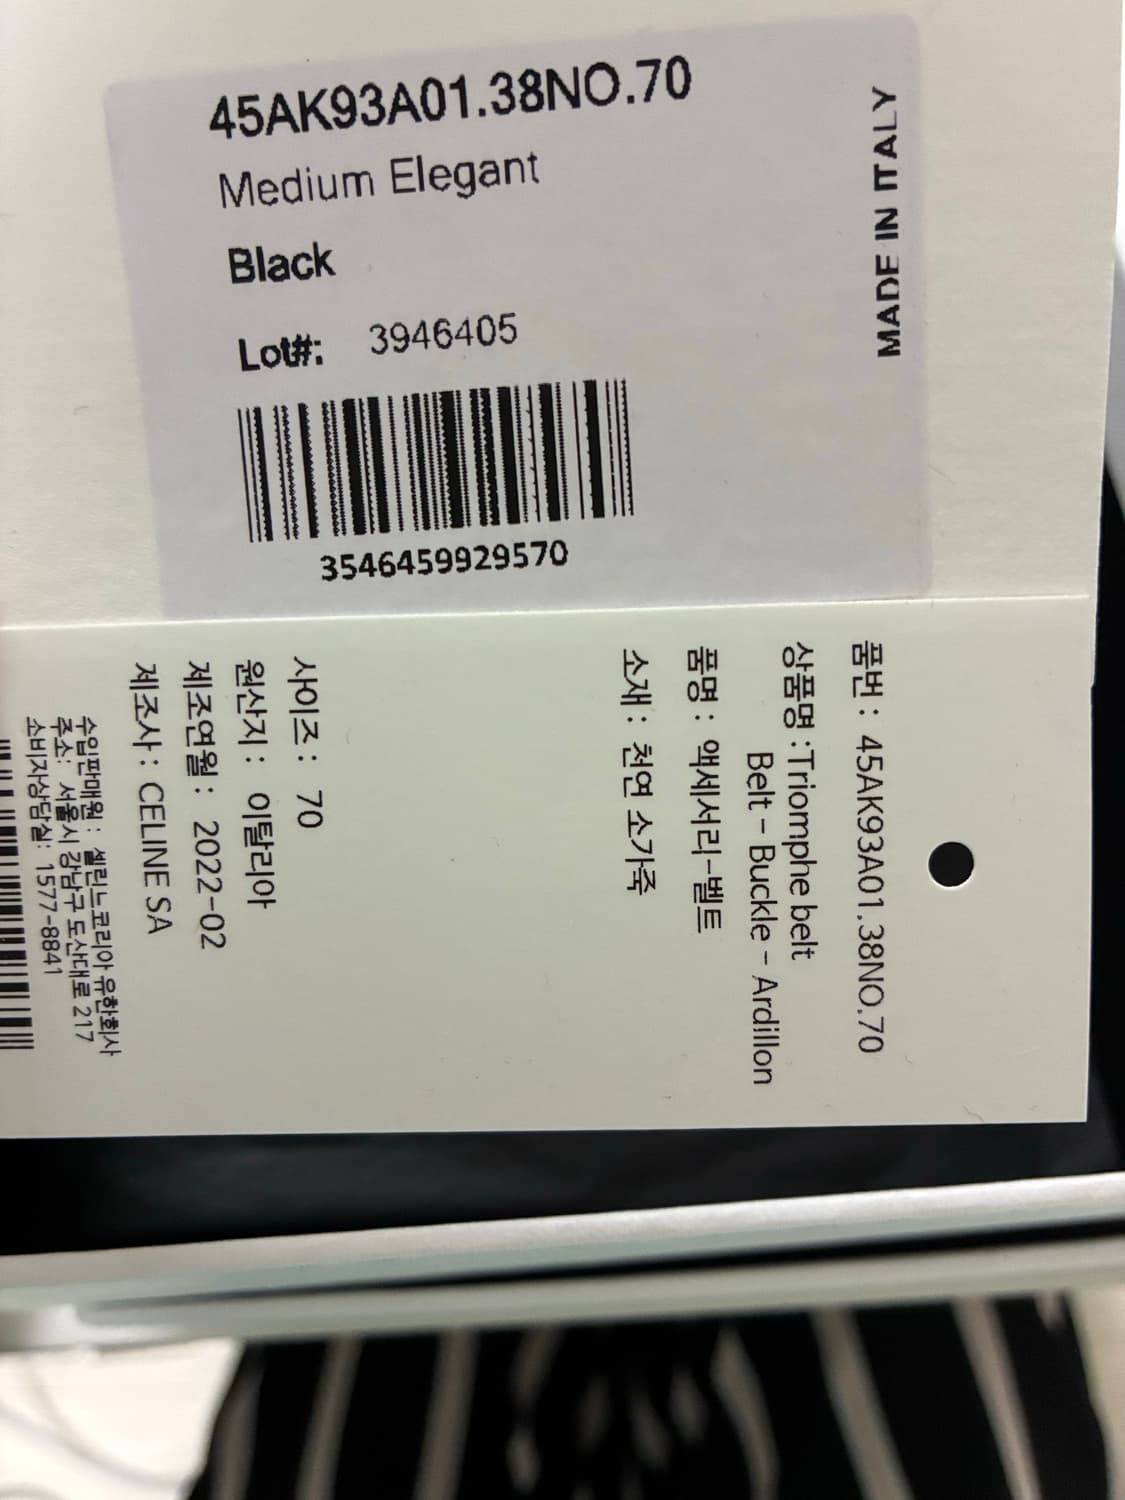 45AK93A01.38NO.70
Medium Elegant
Black
Lot#: 3946405
3546459929570
MADE IN ITALY
품번 : 45AK93A01.38NO.70
상품명 :Triomphe belt
Belt - Buckle - Ardillon
품명 : 액세서리-벨트
소재 : 천연 소가죽
사이즈 : 70
원산지 : 이탈리아
제조연월 : 2022-02
제조사 : CELINE SA
수입판매원 : 셀린느코리아 유한회사
주소: 서울시 강남구 도산대로 217
소비자상담실: 1577-8841